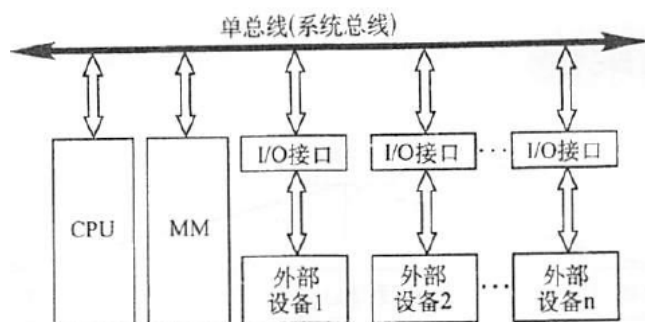 单总线(系统总线)
I/O接口
I/O接口
···
I/O接口
CPU
MM
外部
设备1
外部
设备2
···
外部
设备n